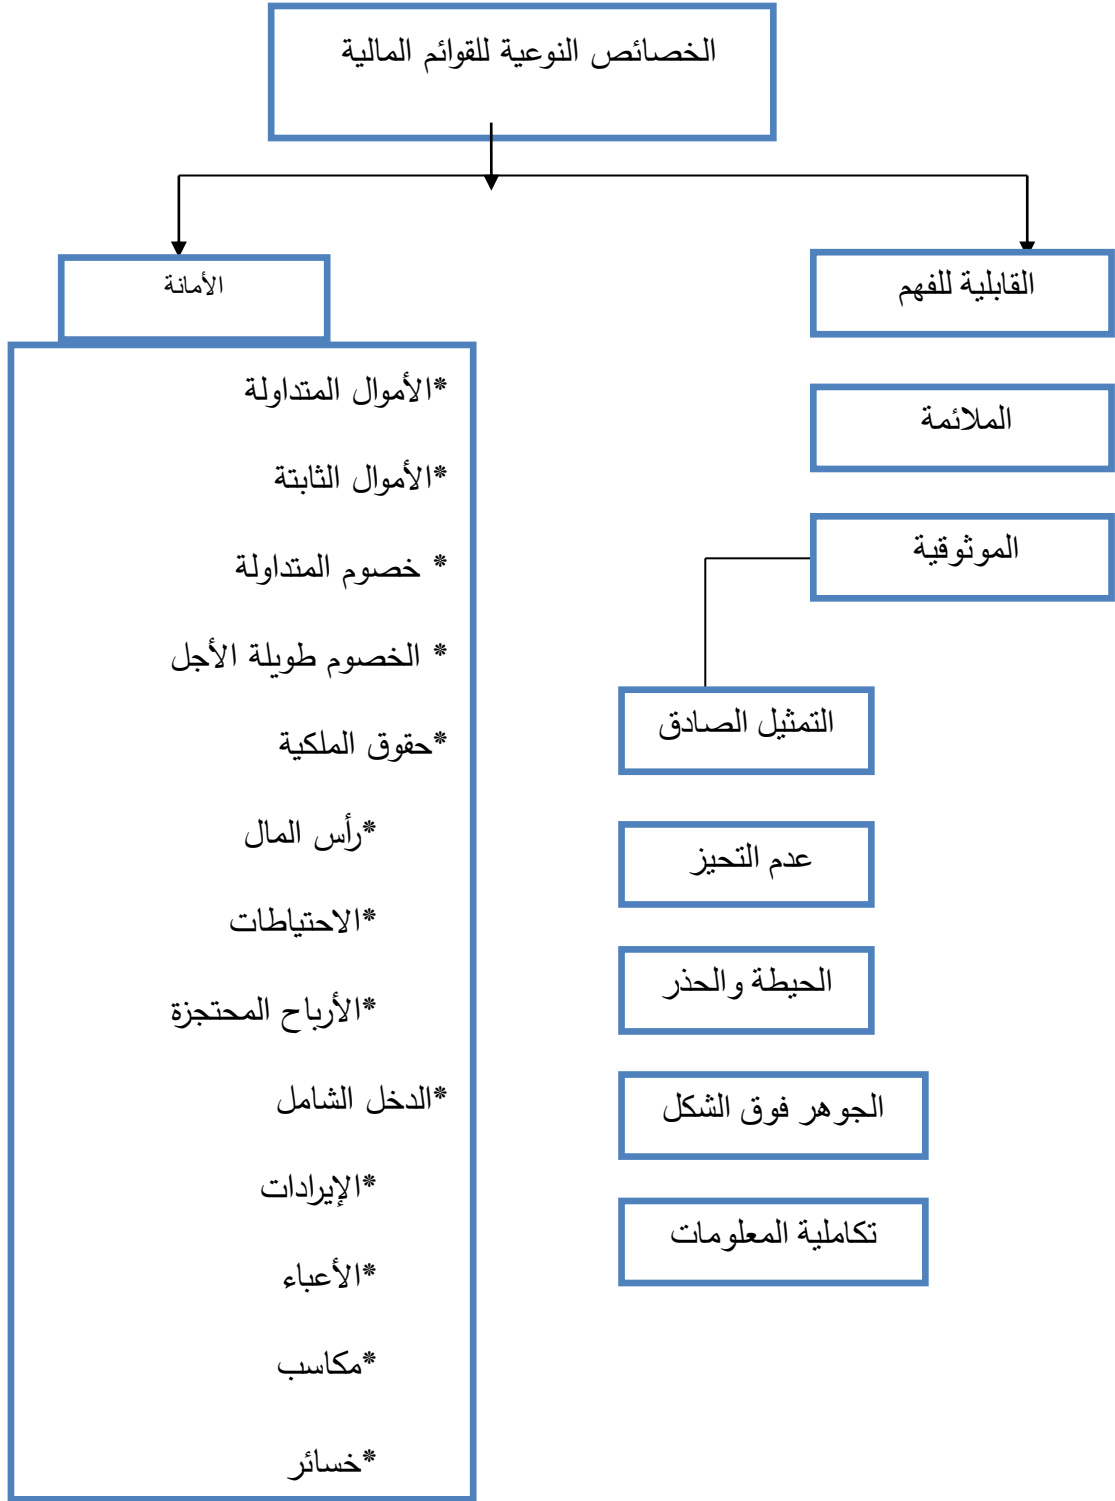 الخصائص النوعية للقوائم المالية
القابلية للفهم
الملائمة
الموثوقية
التمثيل الصادق
عدم التحيز
الحيطة والحذر
الجوهر فوق الشكل
تكاملية المعلومات
الأمانة
*الأموال المتداولة
*الأموال الثابتة
* خصوم المتداولة
* الخصوم طويلة الأجل
*حقوق الملكية
*رأس المال
*الاحتياطات
*الأرباح المحتجزة
*الدخل الشامل
*الإيرادات
*الأعباء
*مكاسب
*خسائر